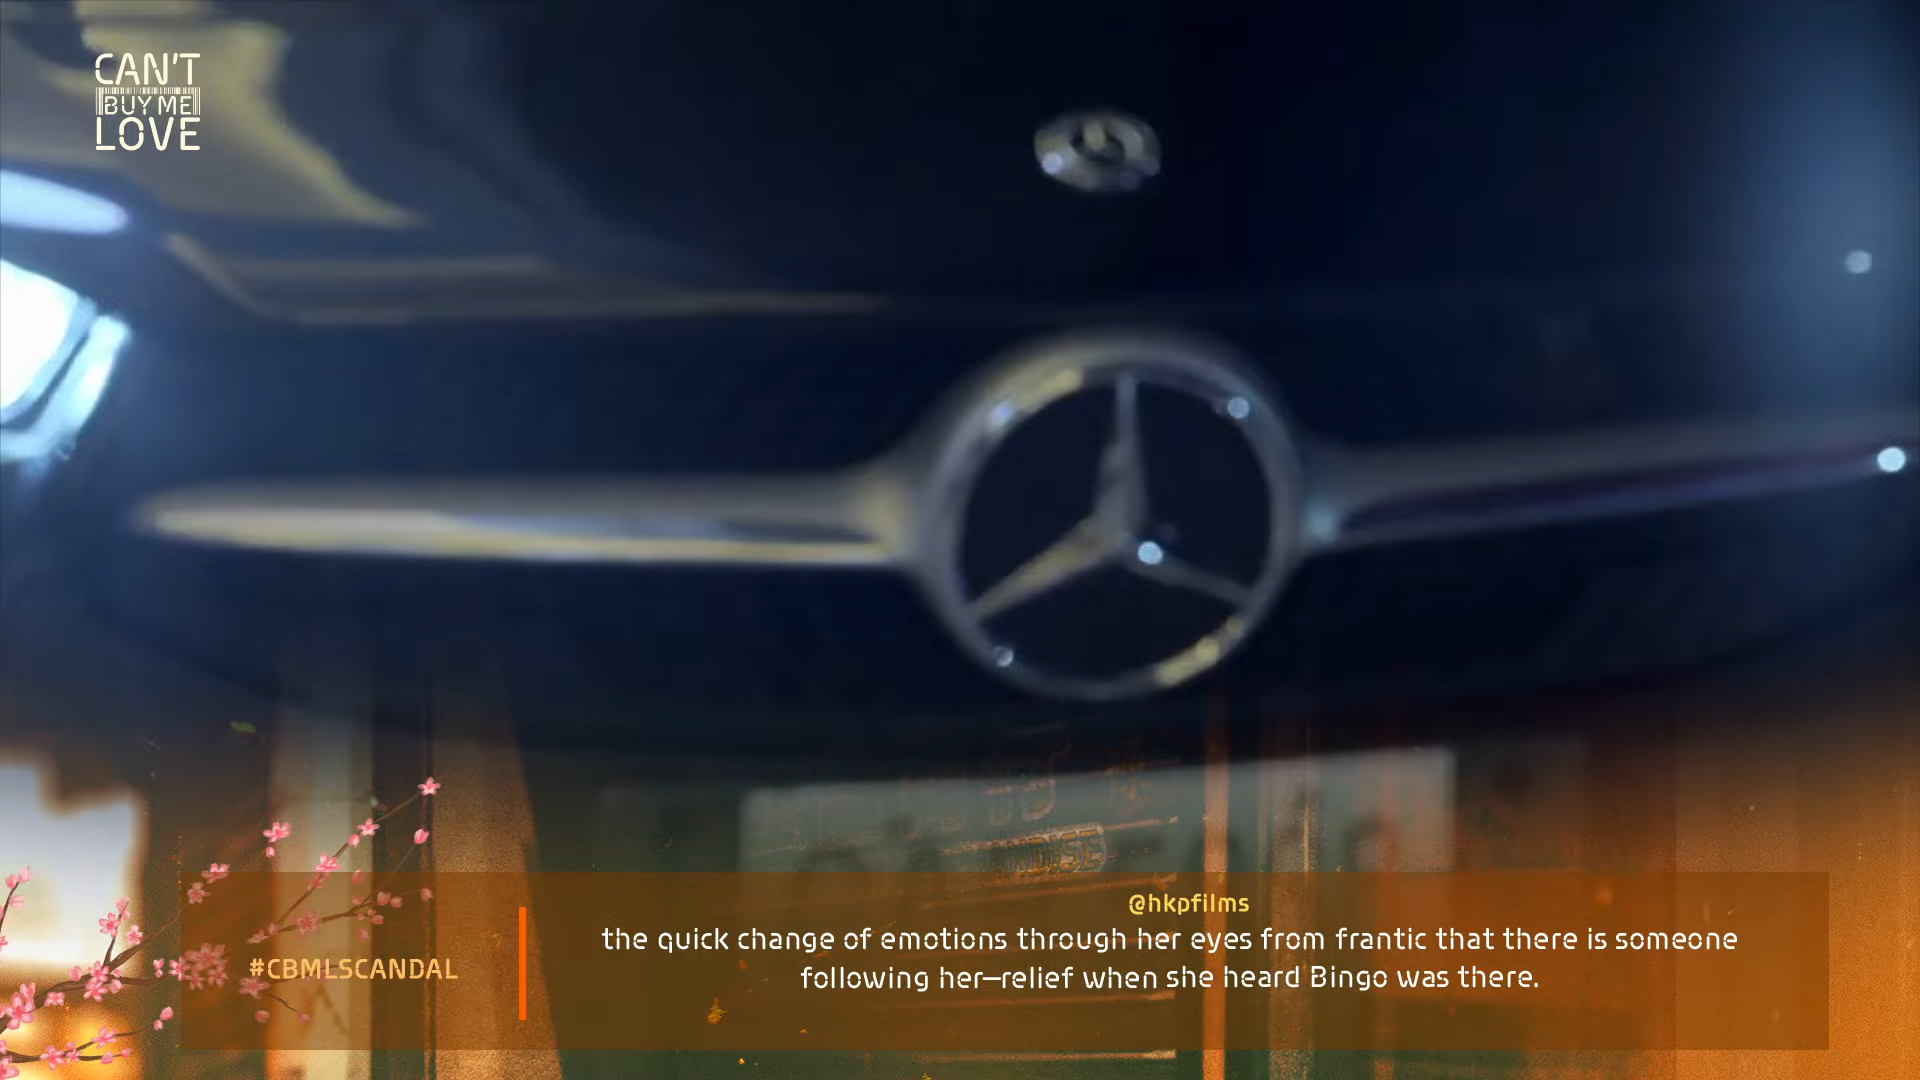 CAN'T
BUY ME
LOVE
@hkpfilms
the quick change of emotions through her eyes from frantic that there is someone
#CBMLSCANDAL
following her—relief when she heard Bingo was there.